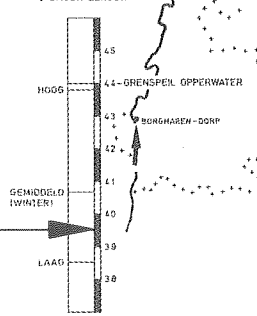 45
44-GRENSPEIL OPPERWATER
HOOG
43
BORGHAREN-DORP
42
41
GEMIDDELD
(WINTER)
40
39
LAAG
38